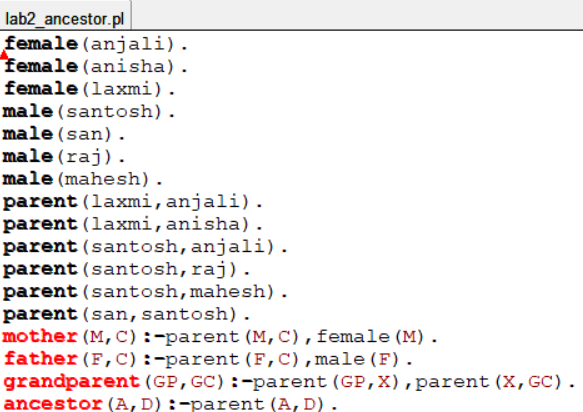 lab2_ancestor.pl
female(anjali).
female(anisha).
female(laxmi).
male(santosh).
male(san).
male(raj).
male(mahesh).
parent(laxmi,anjali).
parent(laxmi,anisha).
parent(santosh,anjali).
parent(santosh,raj).
parent(santosh,mahesh).
parent(san,santosh).
mother(M,C):-parent(M,C),female(M).
father(F,C):-parent(F,C),male(F).
grandparent(GP,GC):-parent(GP,X),parent(X,GC).
ancestor(A,D):-parent(A,D).